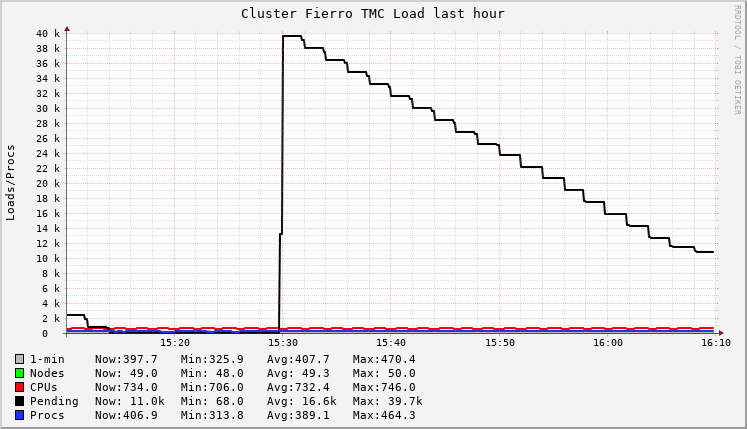 Cluster Fierro TMC Load last hour
RRDTOOL / TOBI OETIKER
Loads/Procs
40 k
38 k
36 k
34 k
32 k
30 k
28 k
26 k
24 k
22 k
20 k
18 k
16 k
14 k
12 k
10 k
8 k
6 k
4 k
2 k
0
15:20 15:30 15:40 15:50 16:00 16:10
1-min Now:397.7 Min:325.9 Avg:407.7 Max:470.4
Nodes Now: 49.0 Min: 48.0 Avg: 49.3 Max: 50.0
CPUs Now:734.0 Min:706.0 Avg:732.4 Max:746.0
Pending Now: 11.0k Min: 68.0 Avg: 16.6k Max: 39.7k
Procs Now:406.9 Min:313.8 Avg:389.1 Max:464.3